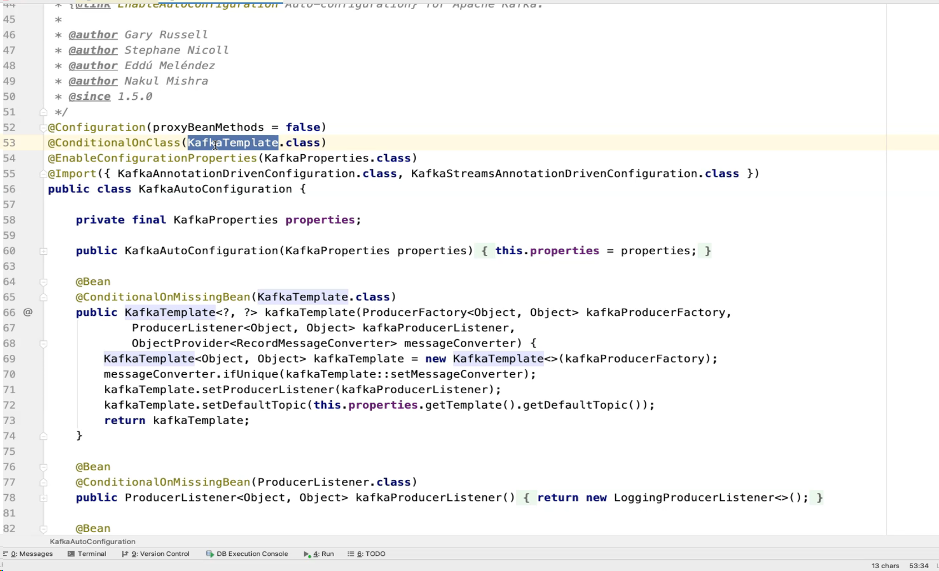 44 * {@link EnableAutoConfiguration Auto-configuration} for Apache Kafka.
45 *
46 * @author Gary Russell
47 * @author Stephane Nicoll
48 * @author Eddú Meléndez
49 * @author Nakul Mishra
50 * @since 1.5.0
51 */
52 @Configuration(proxyBeanMethods = false)
53 @ConditionalOnClass(KafkaTemplate.class)
54 @EnableConfigurationProperties(KafkaProperties.class)
55 @Import({ KafkaAnnotationDrivenConfiguration.class, KafkaStreamsAnnotationDrivenConfiguration.class })
56 public class KafkaAutoConfiguration {
57
58 private final KafkaProperties properties;
59
60 public KafkaAutoConfiguration(KafkaProperties properties) { this.properties = properties; }
63
64 @Bean
65 @ConditionalOnMissingBean(KafkaTemplate.class)
66 @ public KafkaTemplate<?, ?> kafkaTemplate(ProducerFactory<Object, Object> kafkaProducerFactory,
67 ProducerListener<Object, Object> kafkaProducerListener,
68 ObjectProvider<RecordMessageConverter> messageConverter) {
69 KafkaTemplate<Object, Object> kafkaTemplate = new KafkaTemplate<>(kafkaProducerFactory);
70 messageConverter.ifUnique(kafkaTemplate::setMessageConverter);
71 kafkaTemplate.setProducerListener(kafkaProducerListener);
72 kafkaTemplate.setDefaultTopic(this.properties.getTemplate().getDefaultTopic());
73 return kafkaTemplate;
74 }
75
76 @Bean
77 @ConditionalOnMissingBean(ProducerListener.class)
78 public ProducerListener<Object, Object> kafkaProducerListener() { return new LoggingProducerListener<>(); }
81
82 @Bean
KafkaAutoConfiguration
0: Messages Terminal 9: Version Control DB Execution Console 4: Run 6: TODO
13 chars 53:34